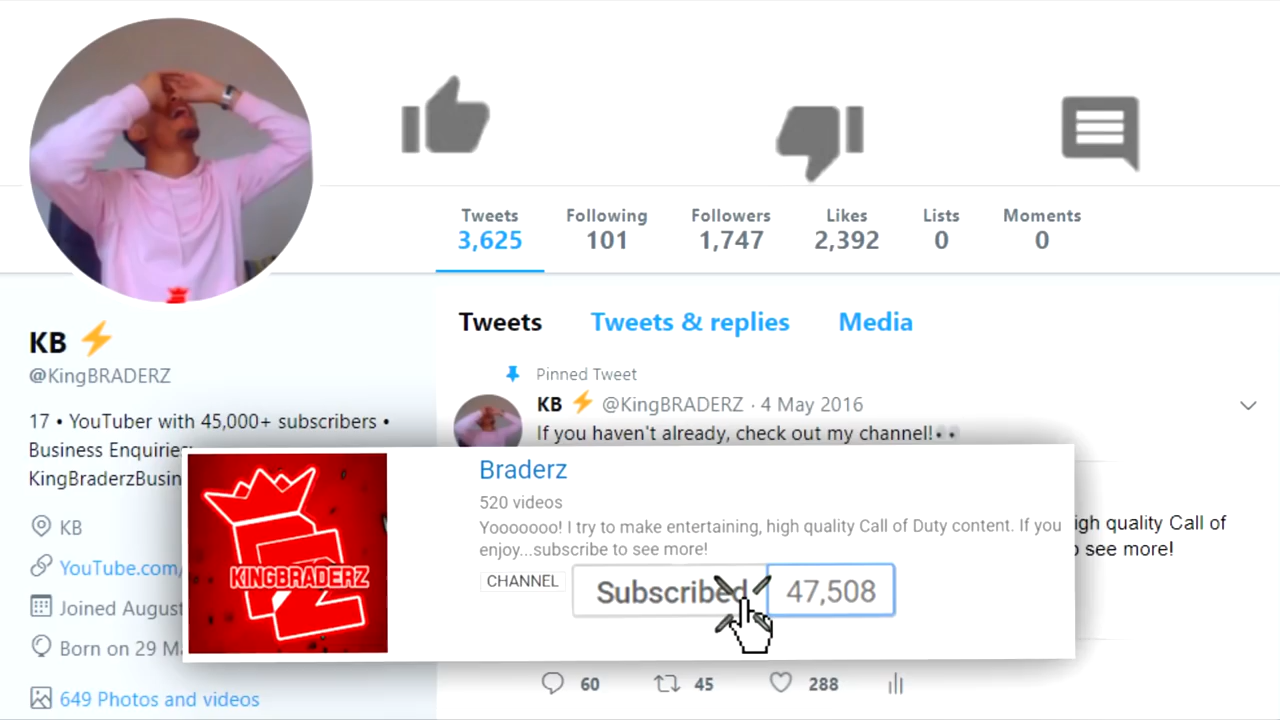 Tweets Following Followers Likes Lists Moments
3,625 101 1,747 2,392 0 0
KB ⚡
@KingBRADERZ
17 • YouTuber with 45,000+ subscribers •
Business Enquiries:
KingBraderzBusin
KB
YouTube.com/
Joined August
Born on 29 M
649 Photos and videos
Tweets Tweets & replies Media
Pinned Tweet
KB ⚡ @KingBRADERZ · 4 May 2016
If you haven't already, check out my channel!👀
KINGBRADERZ
Braderz
520 videos
Yooooooo! I try to make entertaining, high quality Call of Duty content. If you
enjoy...subscribe to see more!
CHANNEL
Subscribed 47,508
igh quality Call of
see more!
60 45 288